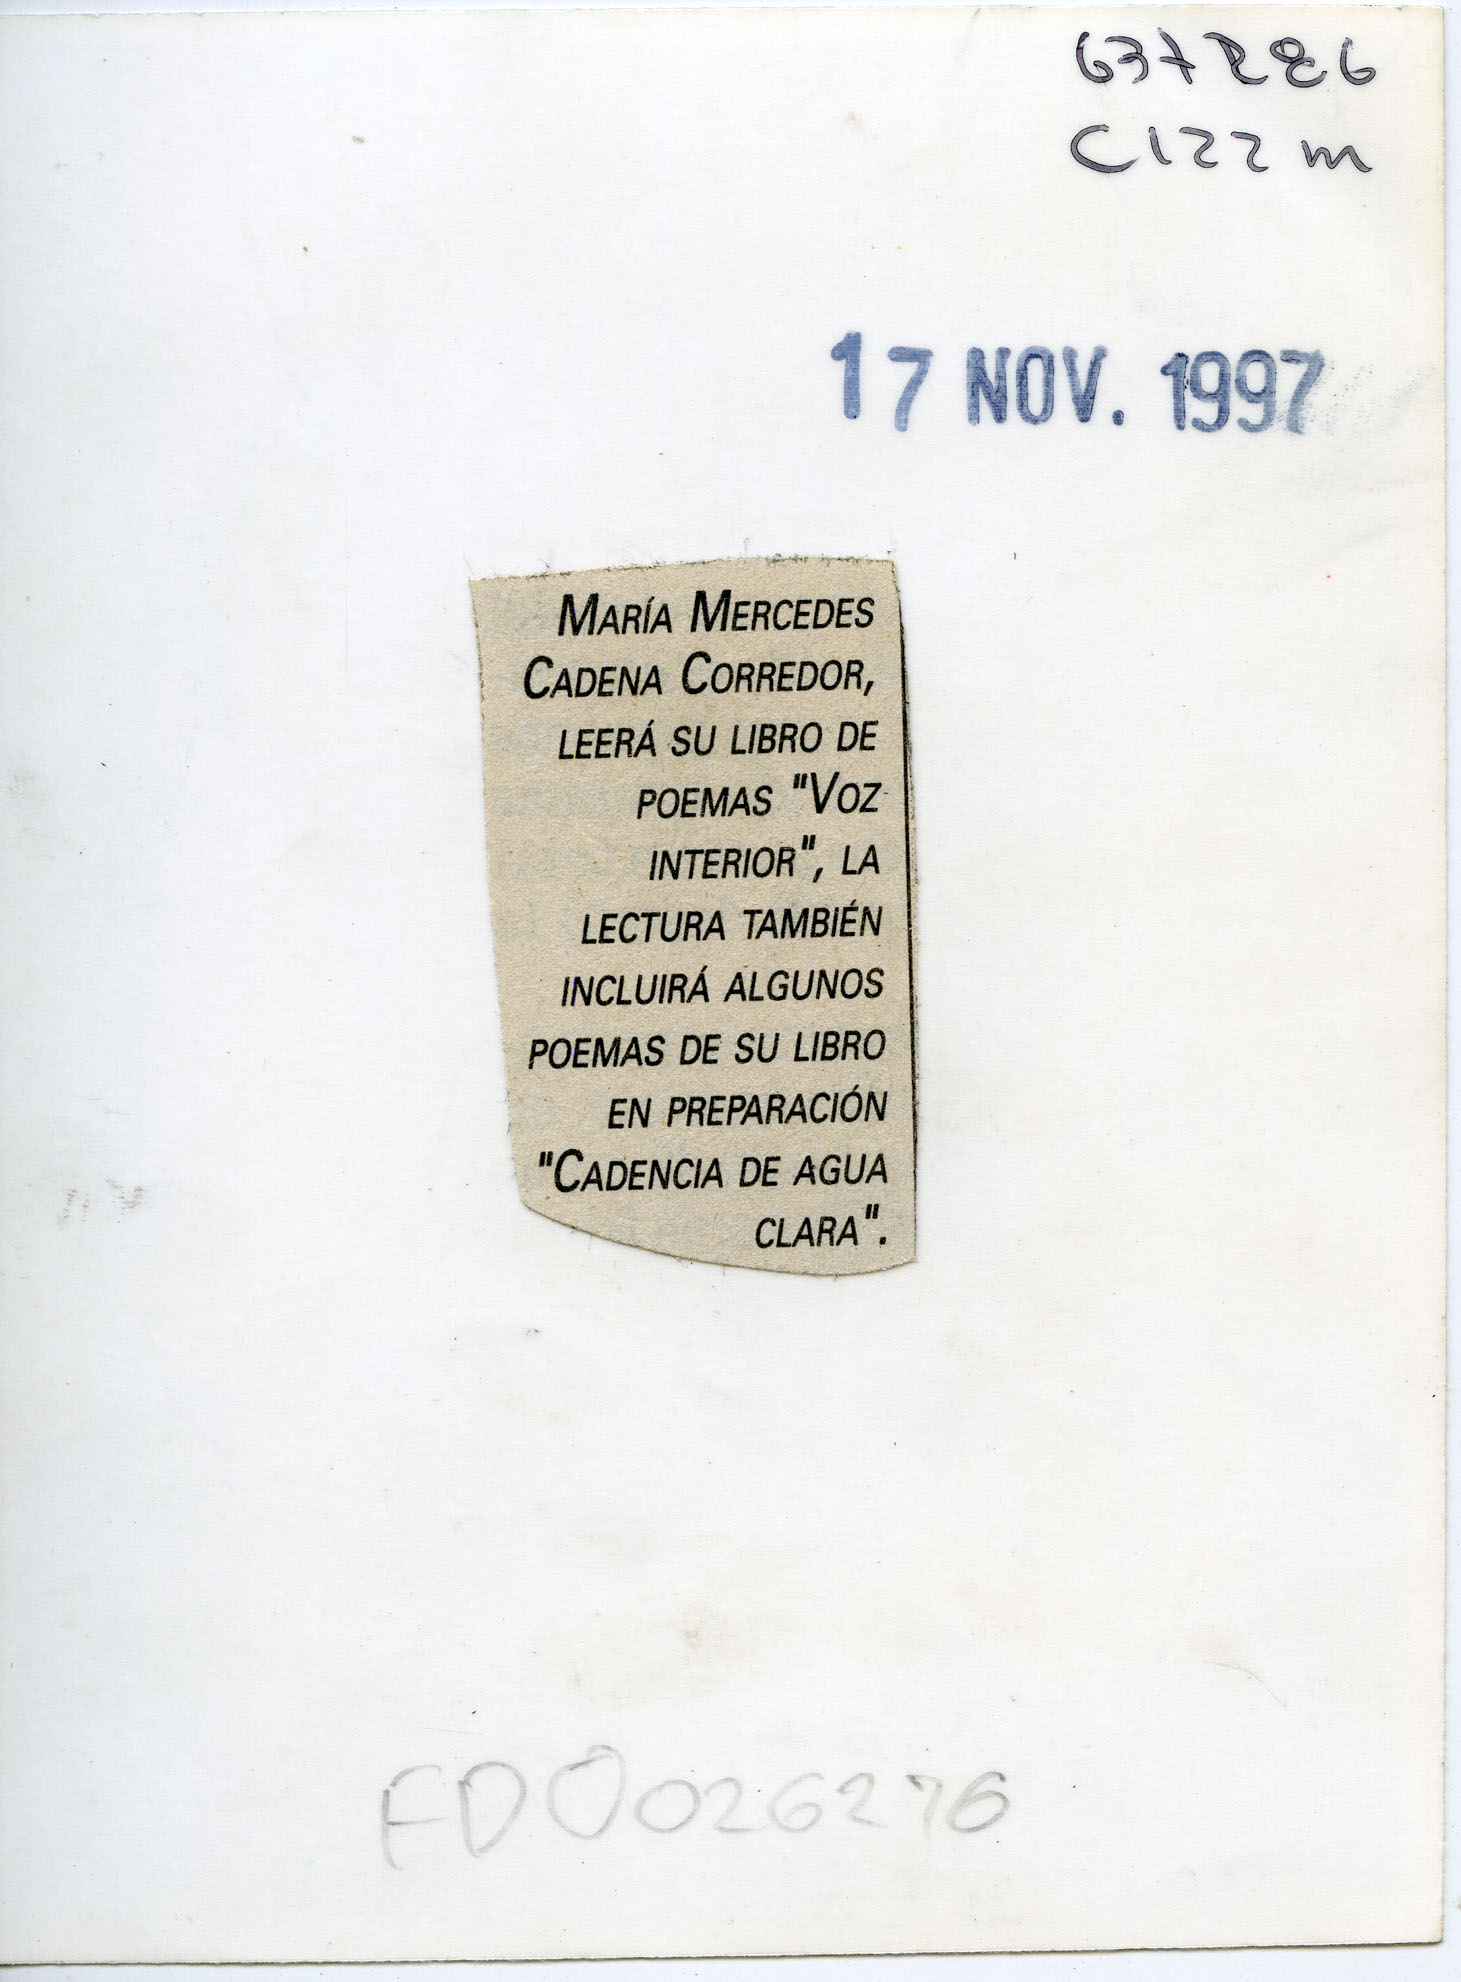 C122m
17 NOV. 1997
MARÍA MERCEDES
CADENA CORREDOR,
LEERÁ SU LIBRO DE
POEMAS "VOZ
INTERIOR", LA
LECTURA TAMBIÉN
INCLUIRÁ ALGUNOS
POEMAS DE SU LIBRO
EN PREPARACIÓN
"CADENCIA DE AGUA
CLARA".
FD0026276